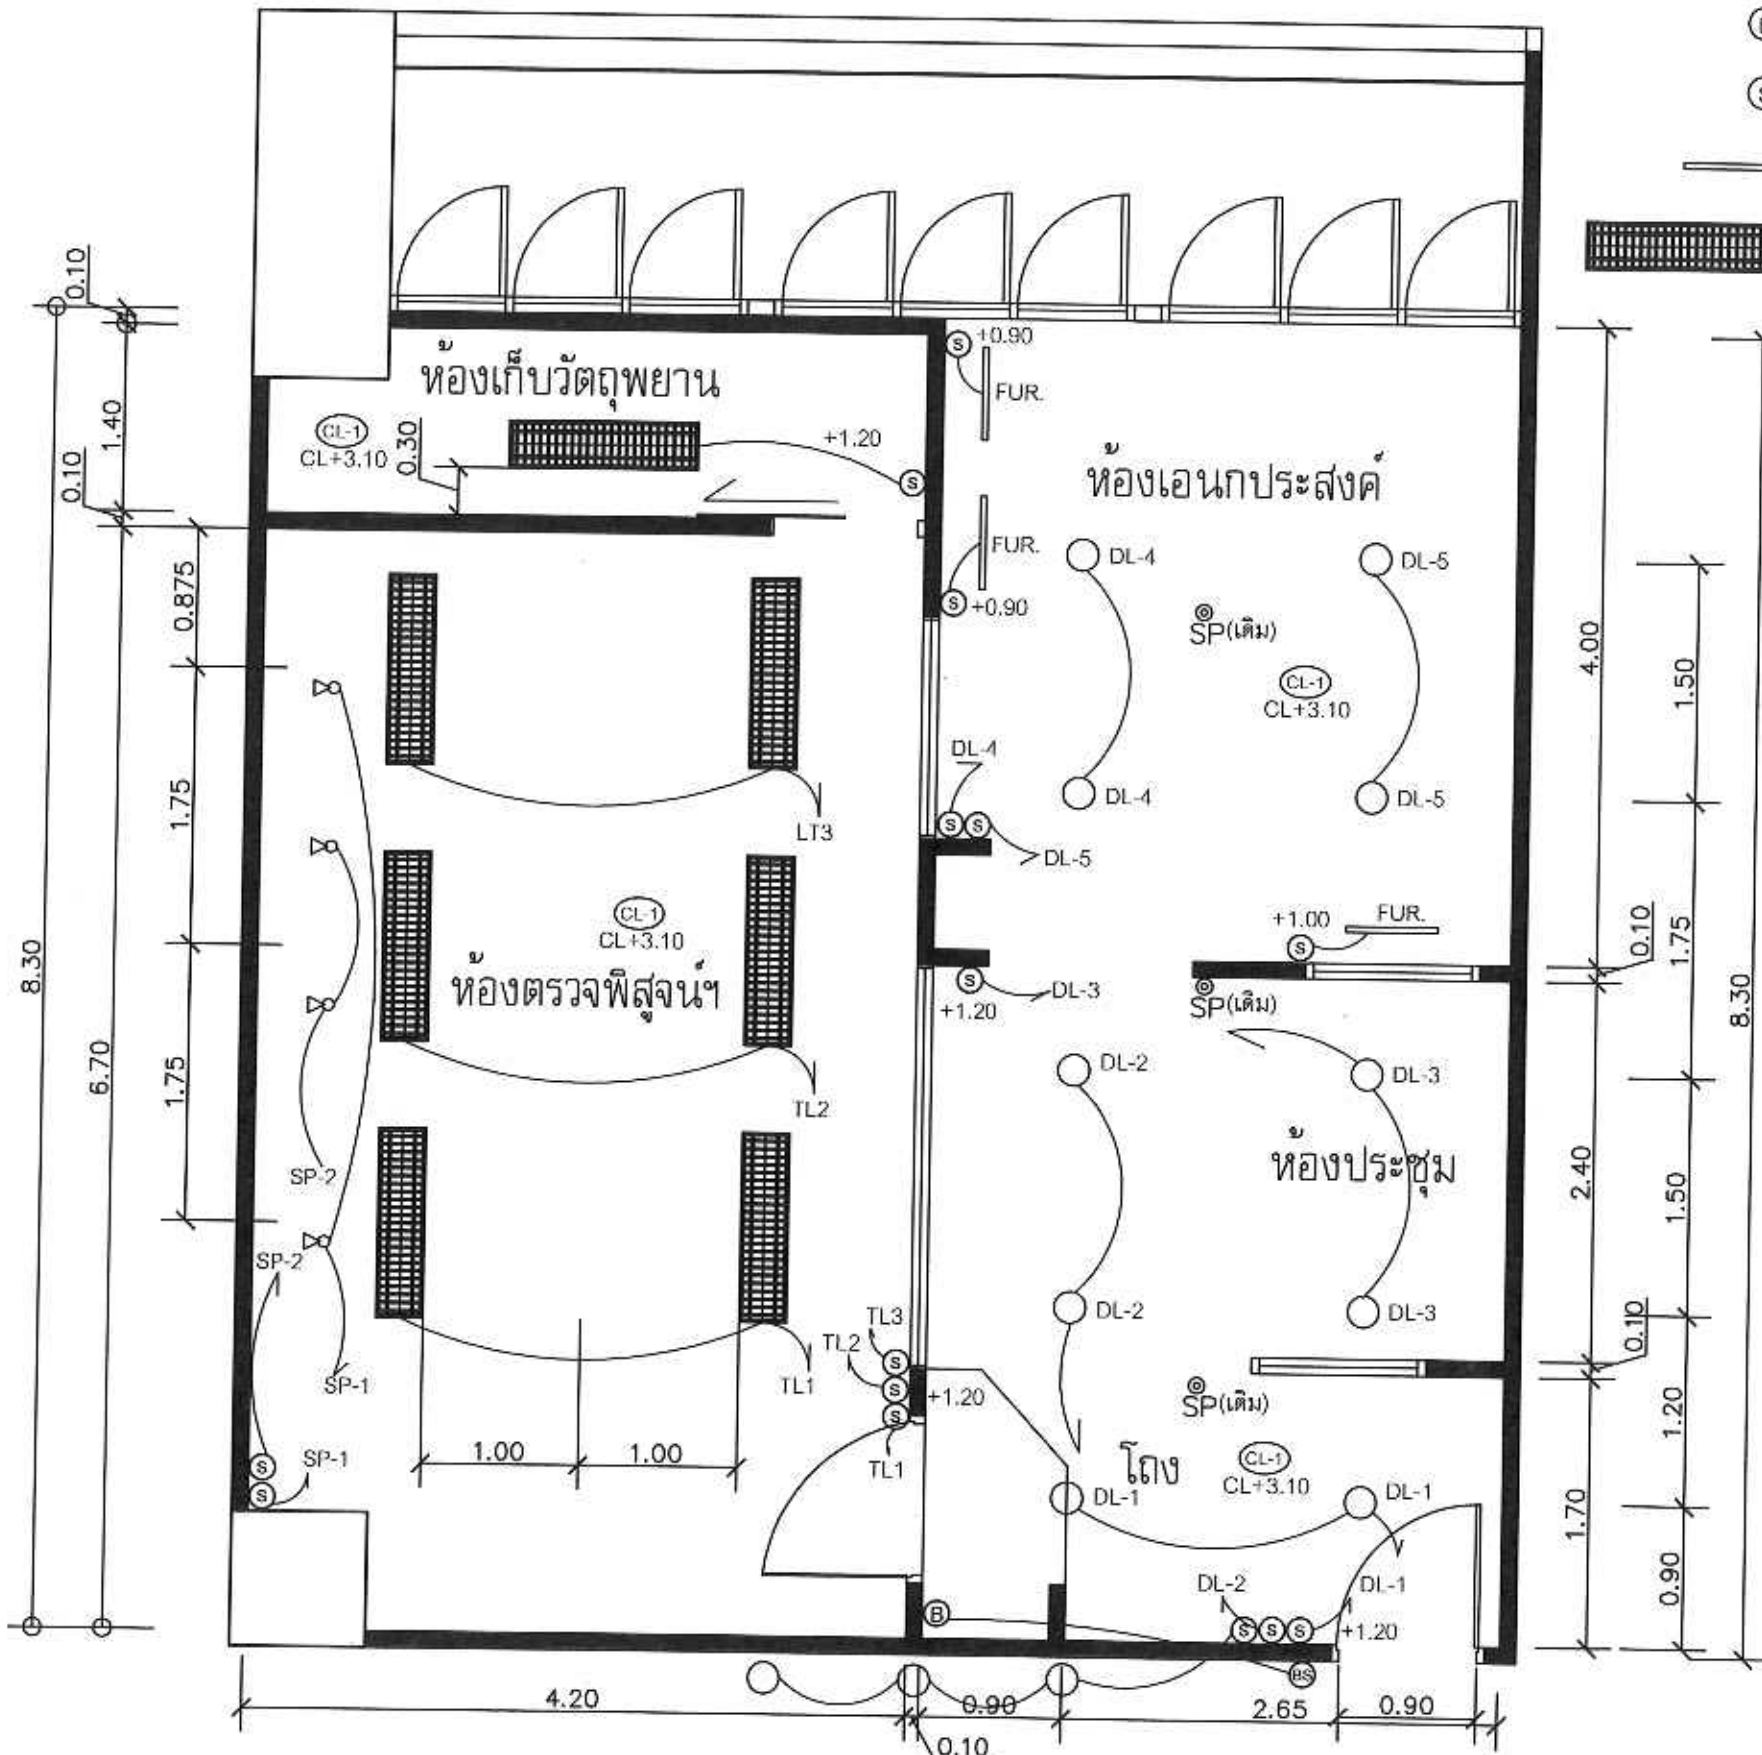 B
S
0.10
ห้องเก็บวัตถุพยาน
S +0.90
FUR.
CL-1
CL+3.10
0.30
+1.20
S
1.40
0.10
ห้องเอนกประสงค์
FUR.
S +0.90
DL-4
DL-5
SP(เดิม)
CL-1
CL+3.10
0.875
4.00
1.50
DL-4
DL-4
DL-5
S S
DL-5
1.75
LT3
CL-1
CL+3.10
ห้องตรวจพิสูจน์ฯ
+1.00
FUR.
S
0.10
1.75
8.30
8.30
6.70
S
+1.20
DL-3
SP(เดิม)
1.75
TL2
DL-2
DL-3
ห้องประชุม
2.40
1.50
SP-2
SP-2
DL-2
DL-3
0.10
TL3
TL2
S
S
S
+1.20
TL1
SP-1
TL1
SP(เดิม)
1.20
โถง
CL-1
CL+3.10
1.00
1.00
S
SP-1
S
DL-1
DL-1
1.70
0.90
DL-2
DL-1
B
S S S
+1.20
BS
4.20
0.90
2.65
0.90
0.10